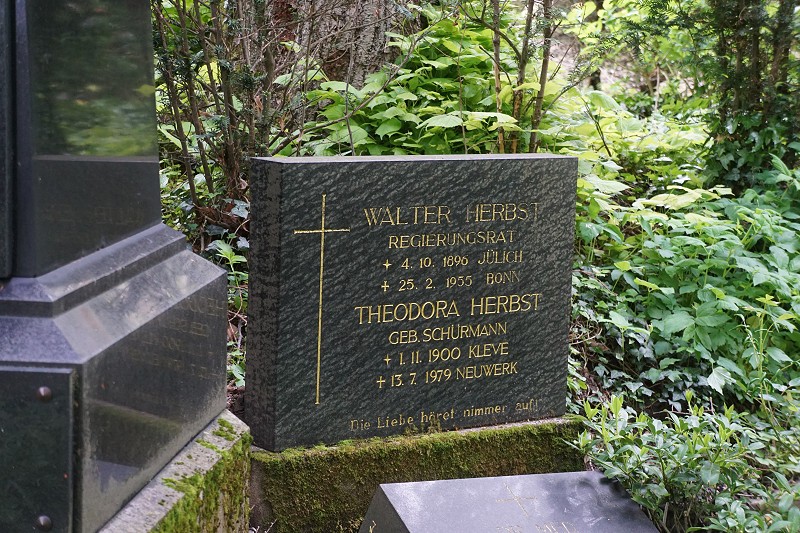 WALTER HERBST
REGIERUNGSRAT
+ 4. 10. 1896 JÜLICH
+ 25. 2. 1955 BONN
THEODORA HERBST
GEB. SCHÜRMANN
+ 1. 11. 1900 KLEVE
+ 13. 7. 1979 NEUWERK
Die Liebe höret nimmer auf!